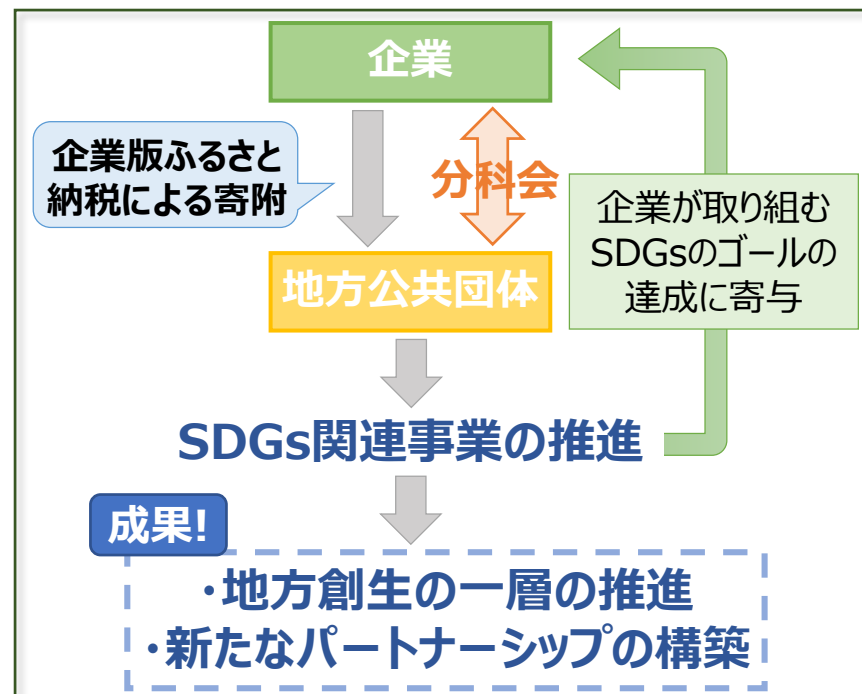 企業
企業版ふるさと
納税による寄附
分科会
企業が取り組む
SDGsのゴールの
達成に寄与
地方公共団体
SDGs関連事業の推進
成果!
・地方創生の一層の推進
・新たなパートナーシップの構築